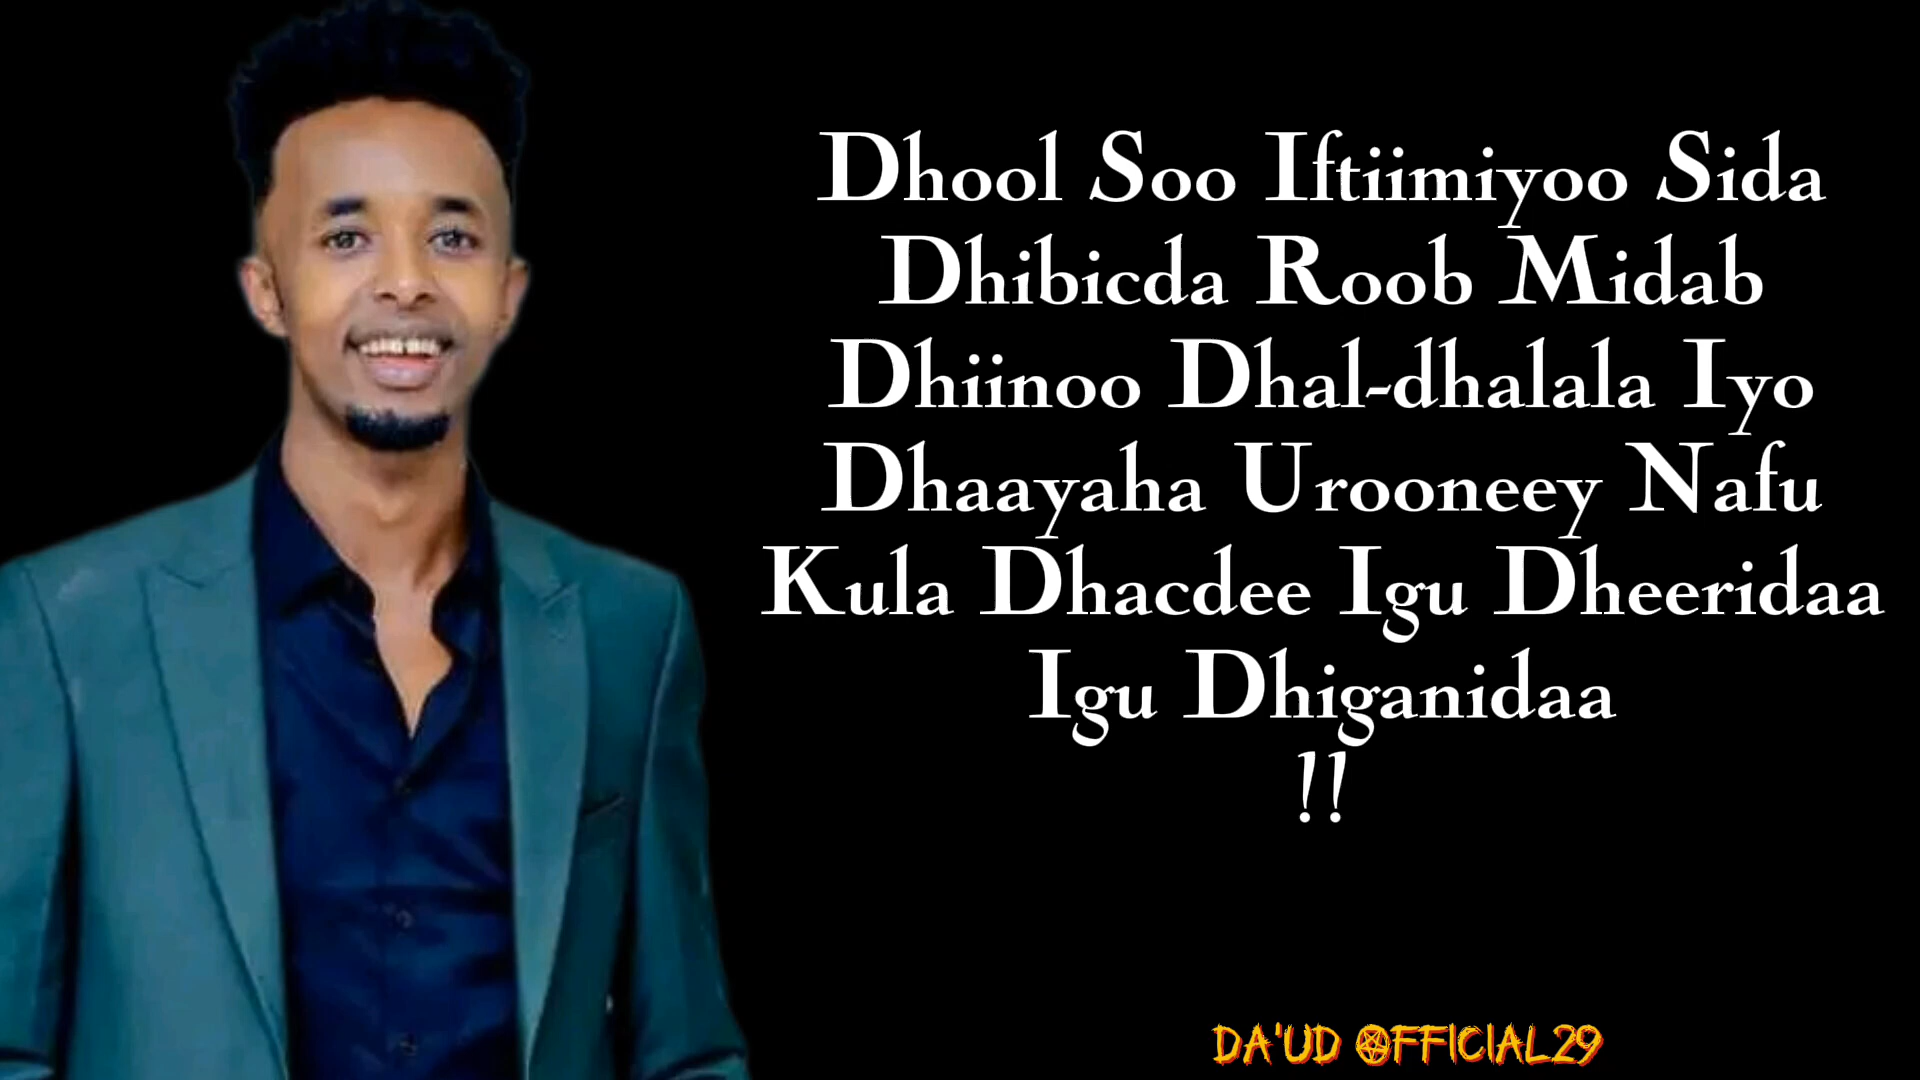 Dhool Soo Iftiimiyoo Sida
Dhibicda Roob Midab
Dhiinoo Dhal-dhalala Iyo
Dhaayaha Urooneey Nafu
Kula Dhacdee Igu Dheeridaa
Igu Dhiganidaa
!!
DA'UD OFFICIAL29